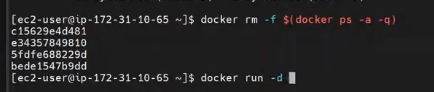 [ec2-user@ip-172-31-10-65 ~]$ docker rm -f $(docker ps -a -q)
c15629e4d481
e34357849810
5fdfe688229d
bede1547b9dd
[ec2-user@ip-172-31-10-65 ~]$ docker run -d